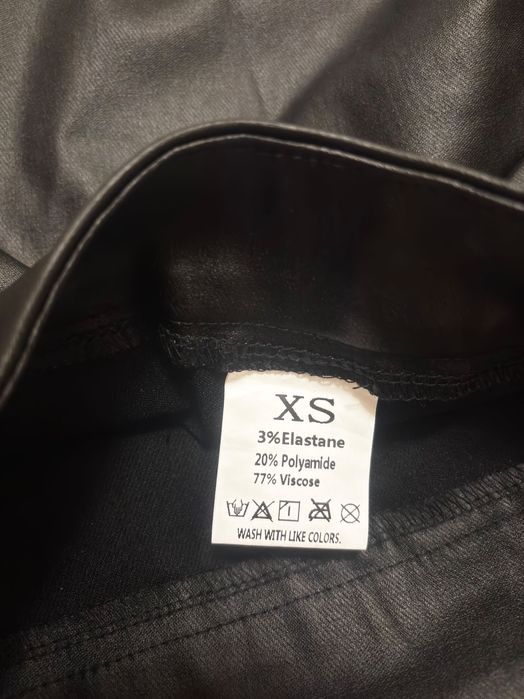 XS
3%Elastane
20% Polyamide
77% Viscose
WASH WITH LIKE COLORS.